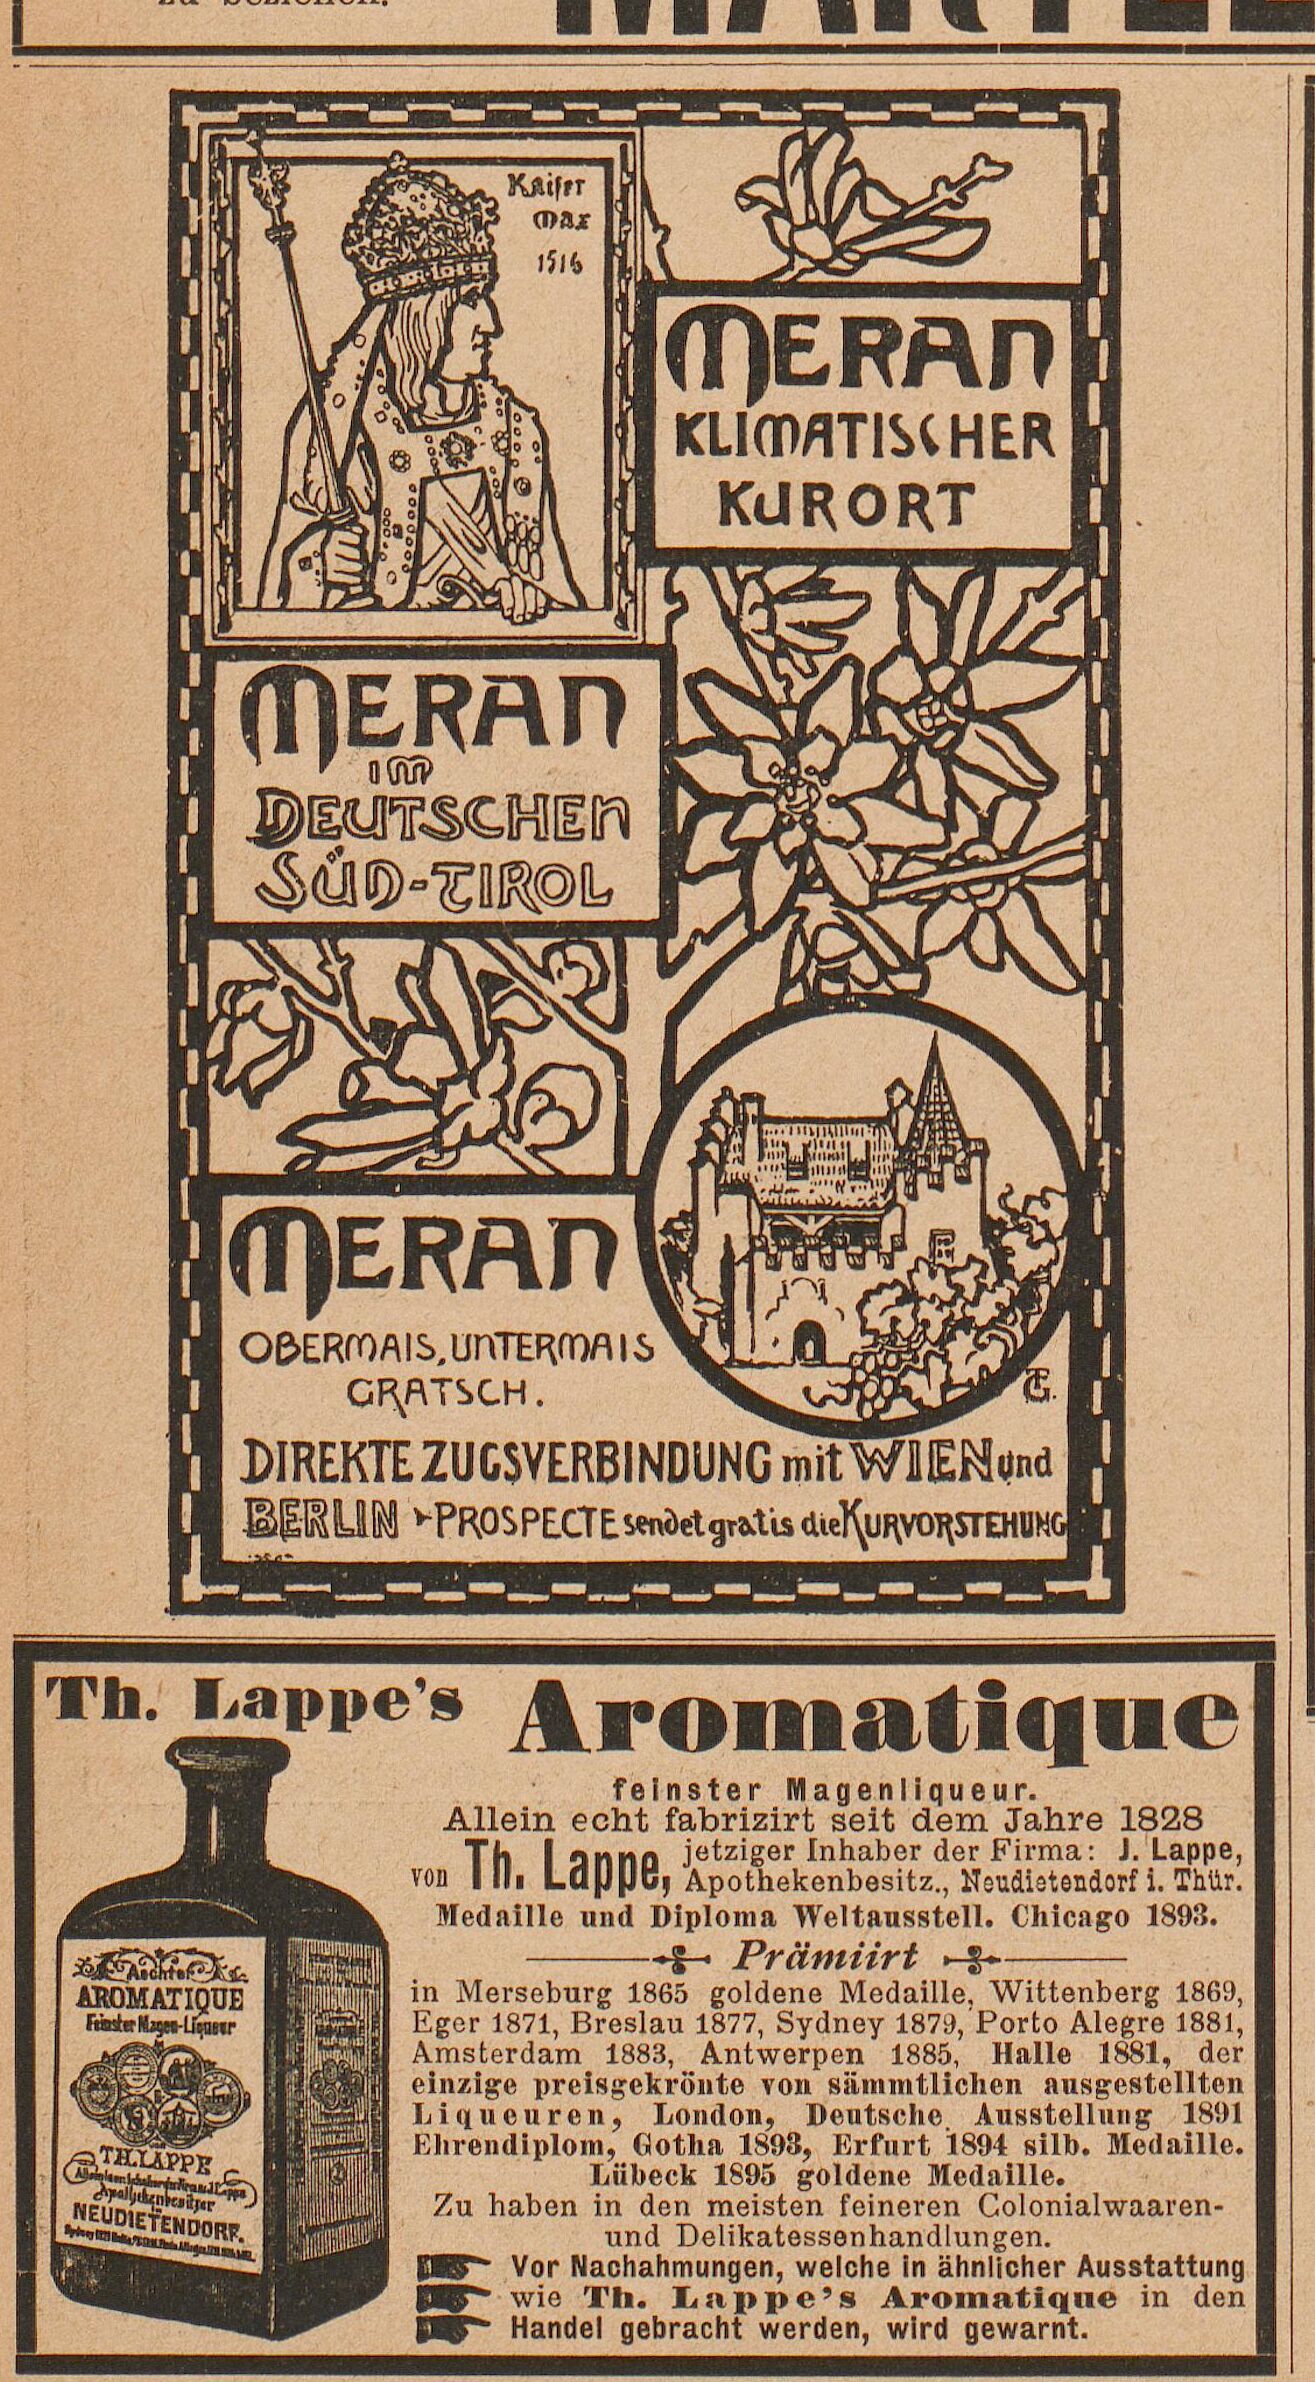 zu beziehen.
Kaiser
Max
1516
MERAN
KLIMATISCHER
KURORT
MERAN
IM
DEUTSCHEN
SÜD-TIROL
MERAN
OBERMAIS, UNTERMAIS
GRATSCH.
TG.
DIREKTE ZUGSVERBINDUNG mit WIEN und
BERLIN PROSPECTE sendet gratis die KURVORSTEHUNG
Th. Lappe's Aromatique
feinster Magenliqueur.
Allein echt fabrizirt seit dem Jahre 1828
von Th. Lappe, jetziger Inhaber der Firma: J. Lappe,
Apothekenbesitz., Neudietendorf i. Thür.
Medaille und Diploma Weltausstell. Chicago 1893.
Prämiirt
in Merseburg 1865 goldene Medaille, Wittenberg 1869,
Eger 1871, Breslau 1877, Sydney 1879, Porto Alegre 1881,
Amsterdam 1883, Antwerpen 1885, Halle 1881, der
einzige preisgekrönte von sämmtlichen ausgestellten
Liqueuren, London, Deutsche Ausstellung 1891
Ehrendiplom, Gotha 1893, Erfurt 1894 silb. Medaille.
Lübeck 1895 goldene Medaille.
Zu haben in den meisten feineren Colonialwaaren-
und Delikatessenhandlungen.
Vor Nachahmungen, welche in ähnlicher Ausstattung
wie Th. Lappe's Aromatique in den
Handel gebracht werden, wird gewarnt.
Aechter
AROMATIQUE
Feinster Magen-Liqueur
TH. LAPPE
Apothekenbesitzer
in
NEUDIETENDORF.